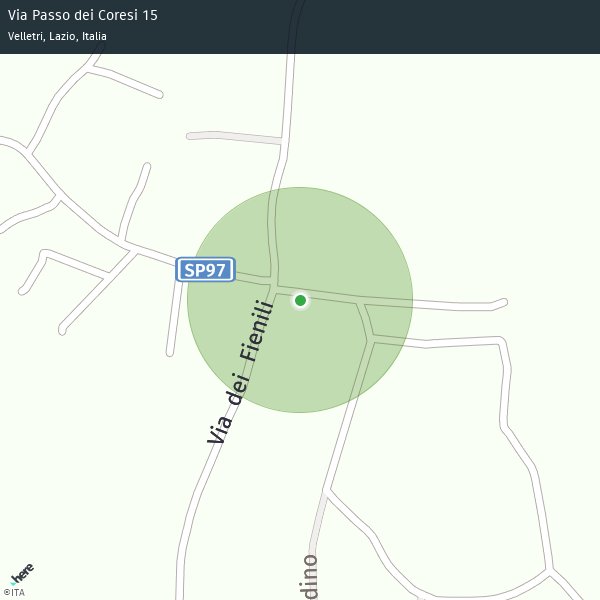 Via Passo dei Coresi 15
Velletri, Lazio, Italia
SP97
Via dei Fienili
dino
here
©ITA